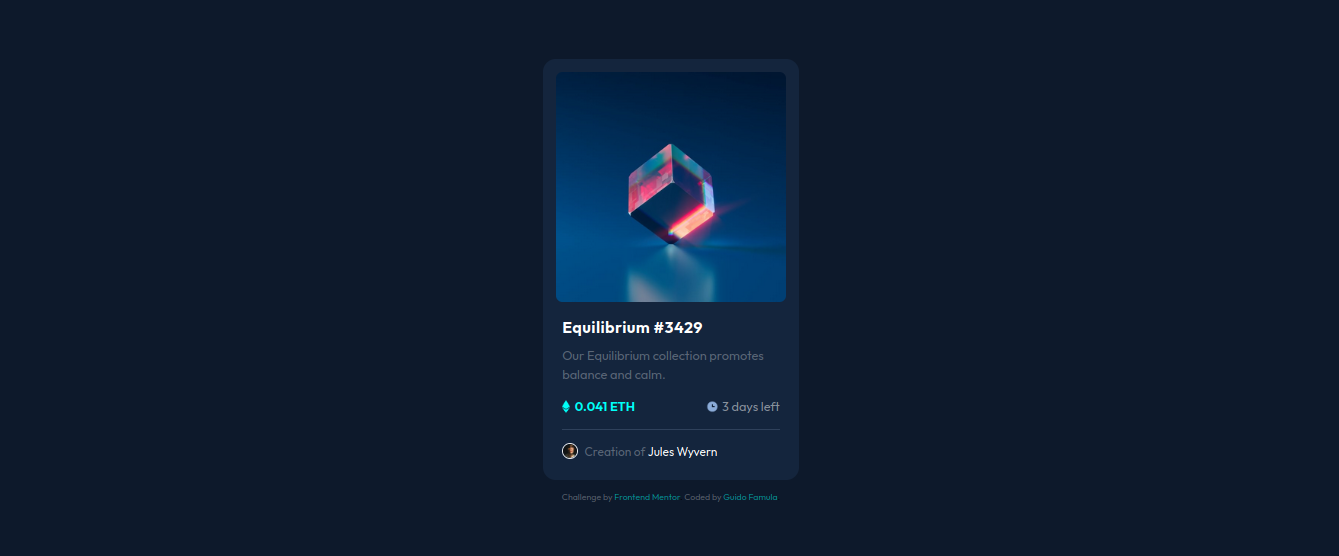 Equilibrium #3429
Our Equilibrium collection promotes
balance and calm.
0.041 ETH
3 days left
Creation of Jules Wyvern
Challenge by Frontend Mentor Coded by Guido Famula